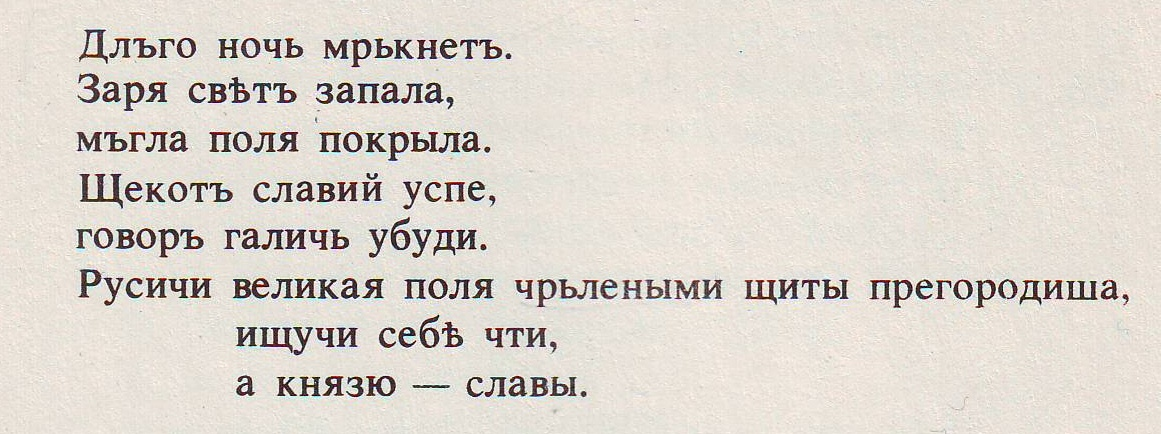 Длъго ночь мрькнетъ.
Заря свѣтъ запала,
мъгла поля покрыла.
Щекотъ славий успе,
говоръ галичь убуди.
Русичи великая поля чрьлеными щиты прегородиша,
ищучи себѣ чти,
а князю — славы.